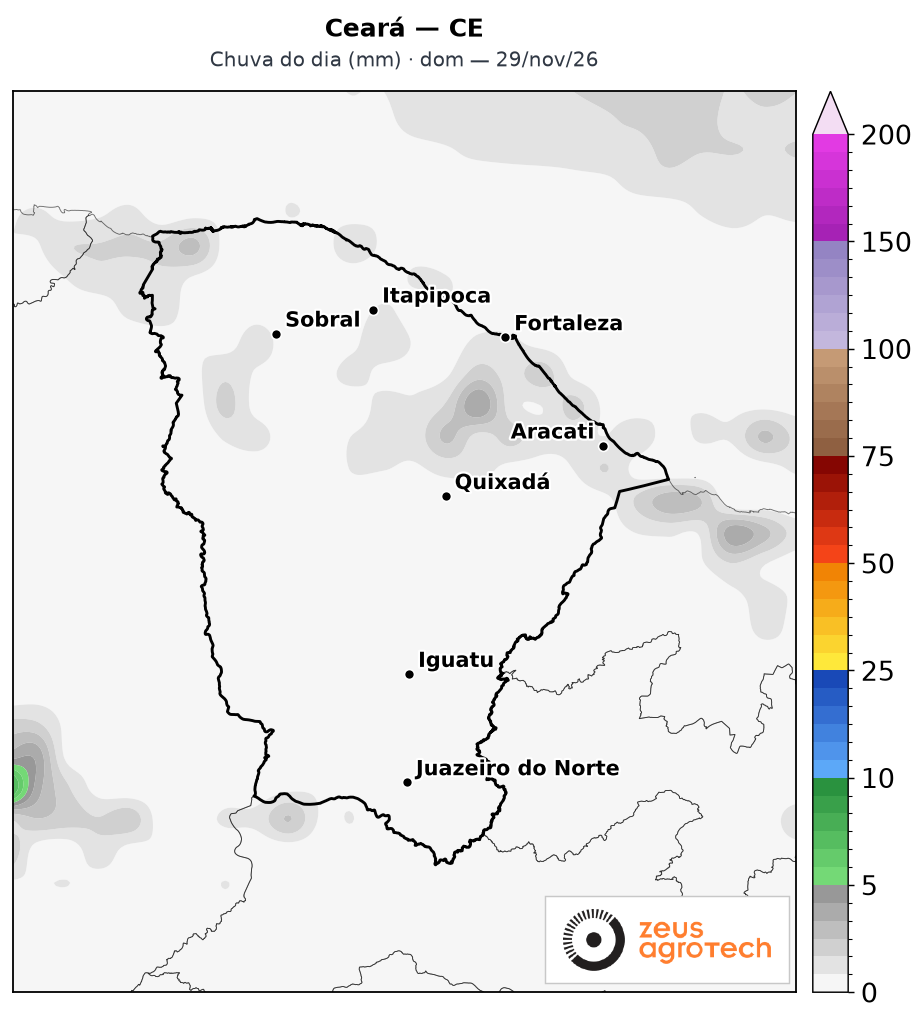 Ceará — CE
Chuva do dia (mm) · dom — 29/nov/26
200
150
100
75
50
25
10
5
0
Itapipoca
Sobral
Fortaleza
Aracati
Quixadá
Iguatu
Juazeiro do Norte
zeus
agrotech